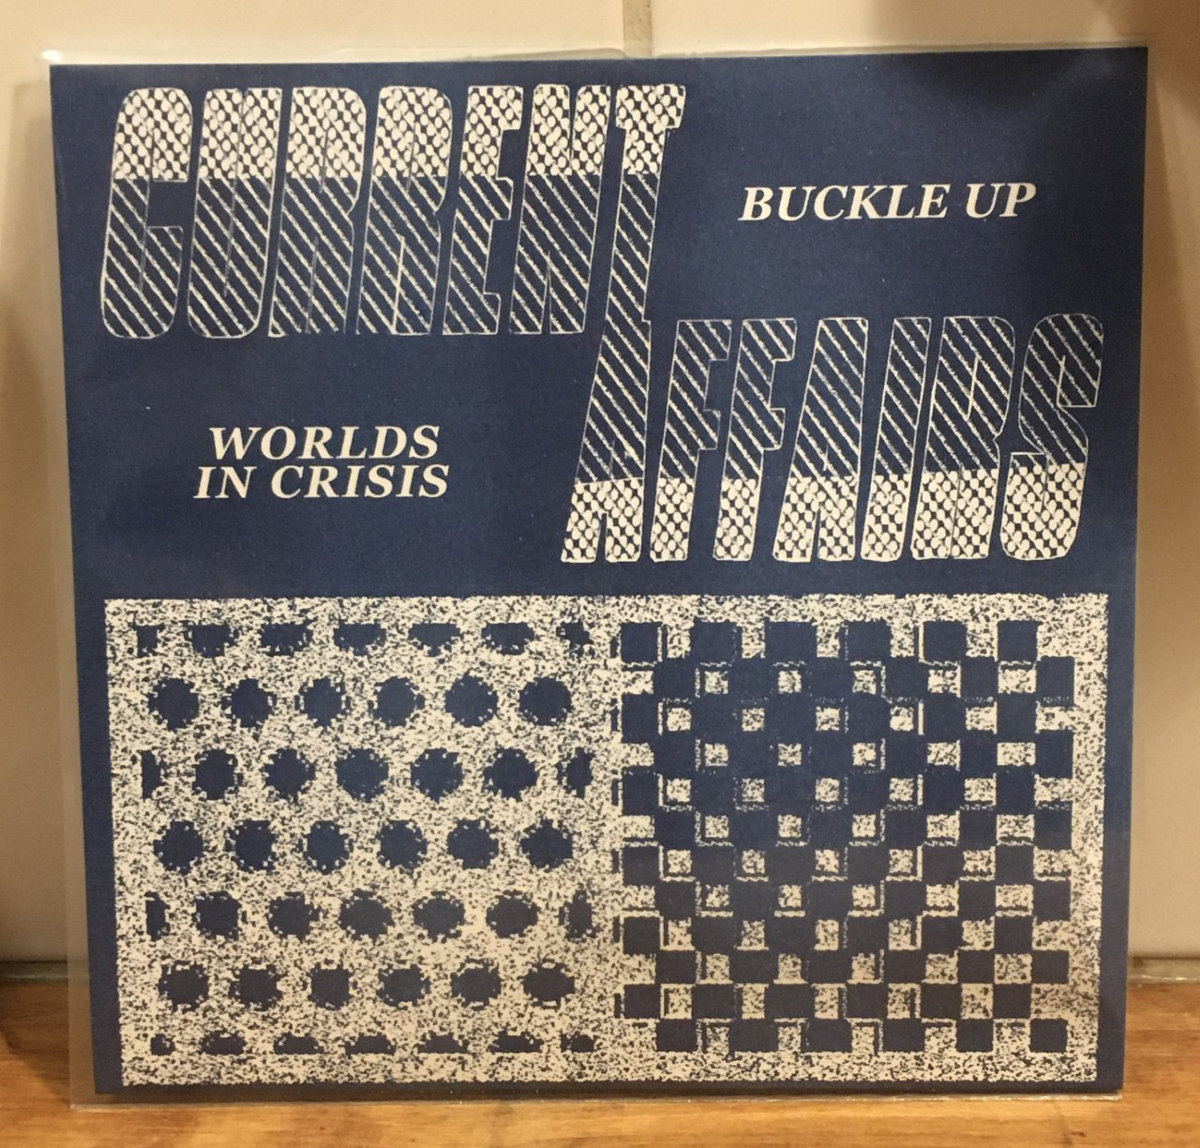 CURRENT
BUCKLE UP
AFFAIRS
WORLDS
IN CRISIS